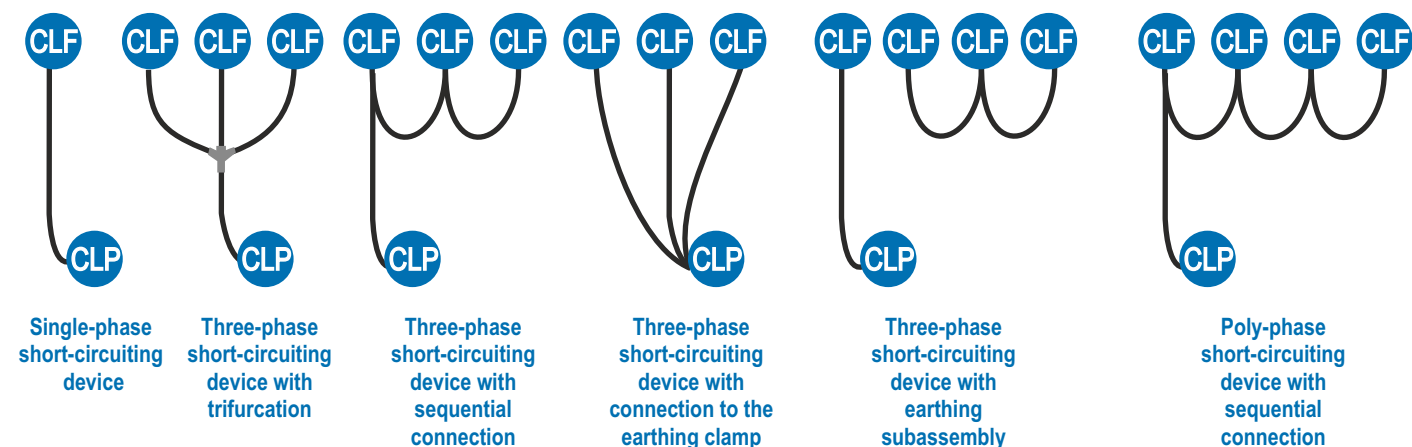 CLF CLF CLF CLF CLF CLF CLF CLF CLF CLF CLF CLF CLF CLF CLF CLF CLF CLF
CLP CLP CLP CLP CLP CLP
Single-phase
short-circuiting
device
Three-phase
short-circuiting
device with
trifurcation
Three-phase
short-circuiting
device with
sequential
connection
Three-phase
short-circuiting
device with
connection to the
earthing clamp
Three-phase
short-circuiting
device with
earthing
subassembly
Poly-phase
short-circuiting
device with
sequential
connection